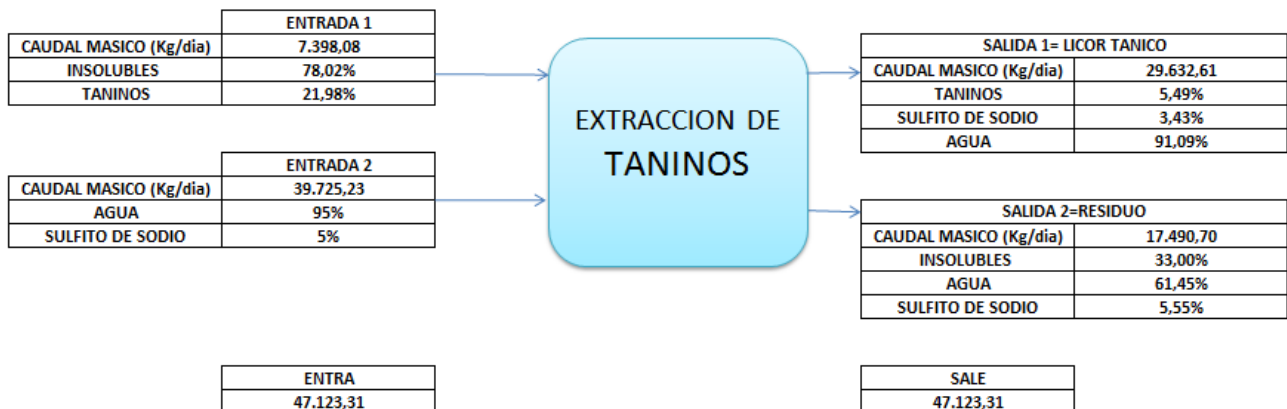 ENTRADA 1
CAUDAL MASICO (Kg/dia) 7.398,08
INSOLUBLES 78,02%
TANINOS 21,98%
ENTRADA 2
CAUDAL MASICO (Kg/dia) 39.725,23
AGUA 95%
SULFITO DE SODIO 5%
EXTRACCION DE
TANINOS
SALIDA 1= LICOR TANICO
CAUDAL MASICO (Kg/dia) 29.632,61
TANINOS 5,49%
SULFITO DE SODIO 3,43%
AGUA 91,09%
SALIDA 2=RESIDUO
CAUDAL MASICO (Kg/dia) 17.490,70
INSOLUBLES 33,00%
AGUA 61,45%
SULFITO DE SODIO 5,55%
ENTRA
47.123,31
SALE
47.123,31